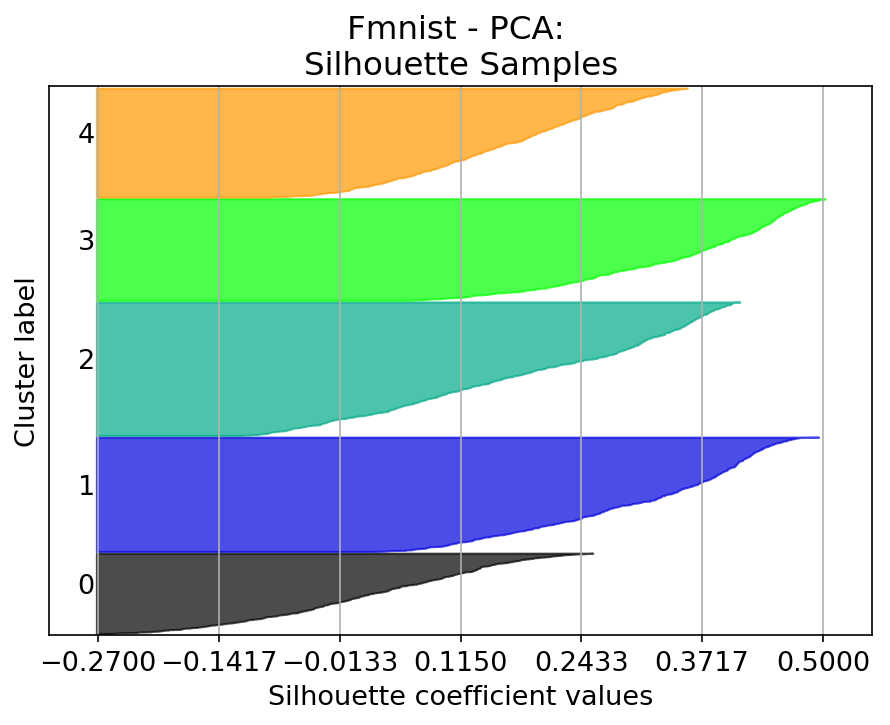 Fmnist - PCA:
Silhouette Samples
4
3
2
1
0
Cluster label
−0.2700 −0.1417 −0.0133 0.1150 0.2433 0.3717 0.5000
Silhouette coefficient values